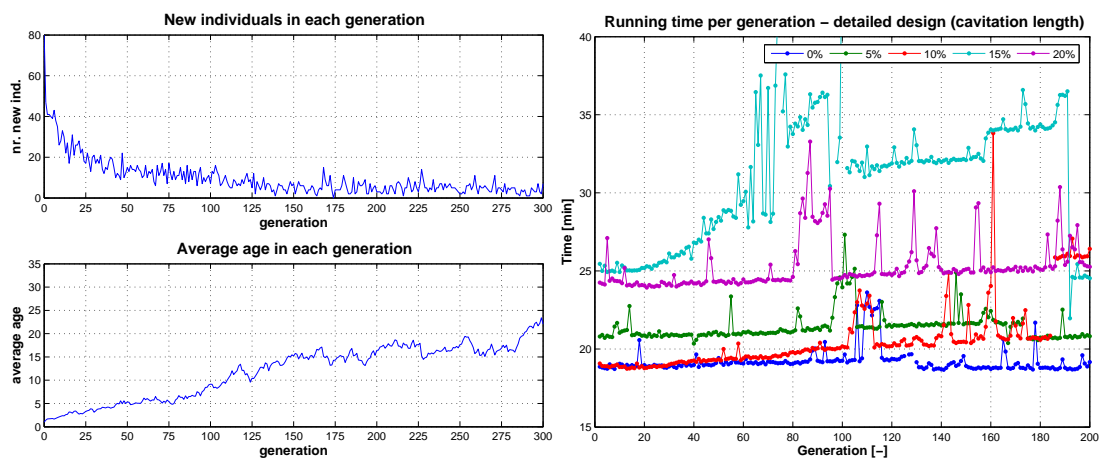 New individuals in each generation
80
60
40
20
0
nr. new ind.
0 25 50 75 100 125 150 175 200 225 250 275 300
generation
Average age in each generation
35
30
25
20
15
10
5
0
average age
0 25 50 75 100 125 150 175 200 225 250 275 300
generation
Running time per generation – detailed design (cavitation length)
0% 5% 10% 15% 20%
40
35
30
25
20
15
Time [min]
0 20 40 60 80 100 120 140 160 180 200
Generation [–]